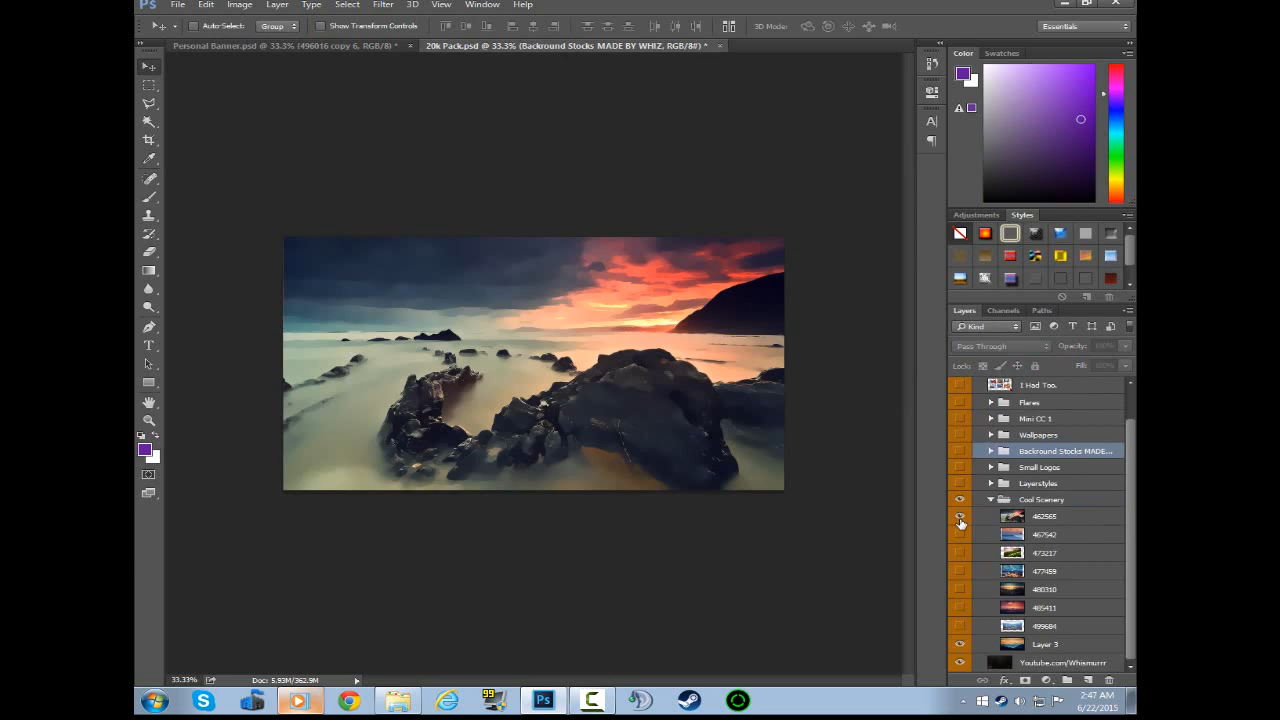 Ps File Edit Image Layer Type Select Filter 3D View Window Help
Auto-Select: Group Show Transform Controls 3D Mode: Essentials
Personal Banner.psd @ 33.3% (496016 copy 6, RGB/8) * × 20k Pack.psd @ 33.3% (Backround Stocks MADE BY WHIZ, RGB/8#) * ×
Color Swatches
Adjustments Styles
Layers Channels Paths
Kind
Pass Through Opacity: 100%
Lock: Fill: 100%
I Had Too.
Flares
Mini CC 1
Wallpapers
Backround Stocks MADE...
Small Logos
Layerstyles
Cool Scenery
462565
467542
473217
477459
480310
485411
499684
Layer 3
Youtube.com/Whismurrr
33.33% Doc: 5.93M/362.9M
99
Ps
2:47 AM
6/22/2015